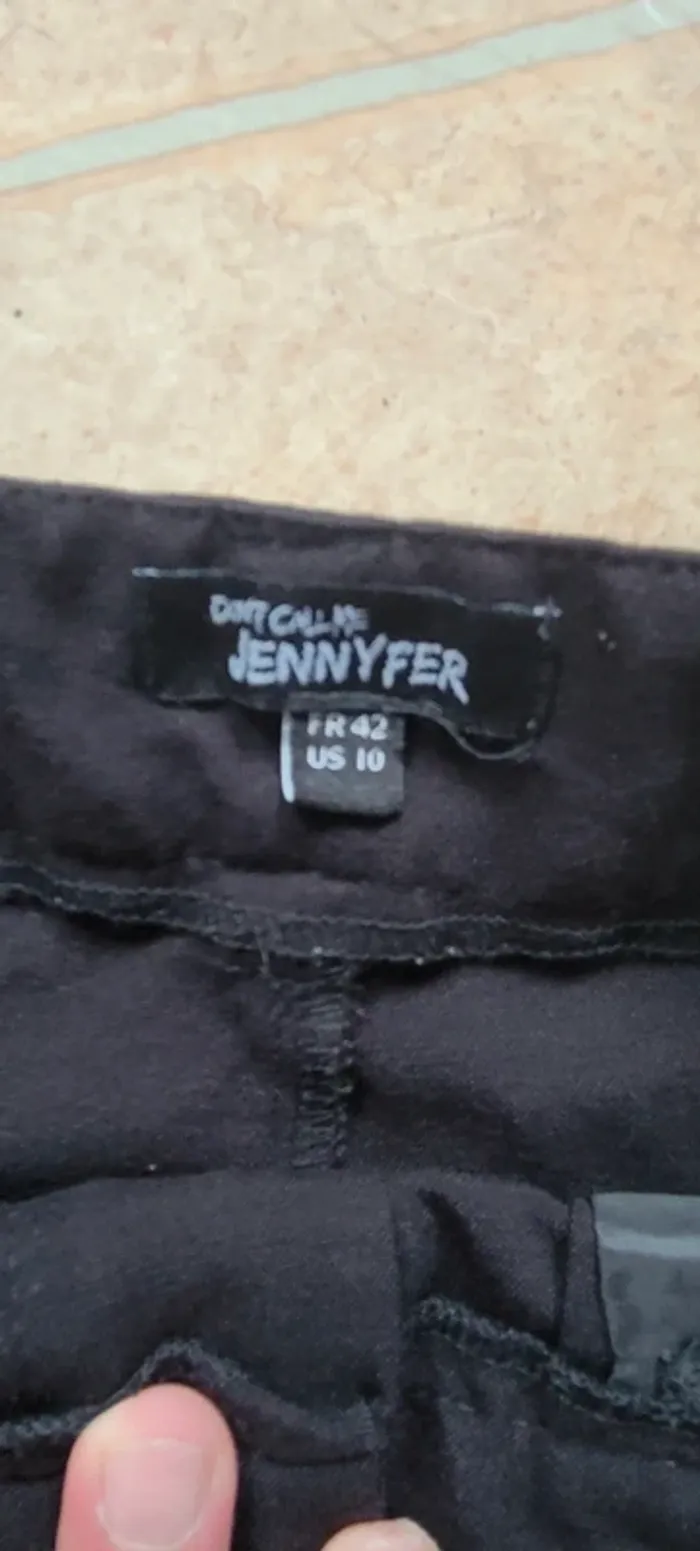 DON'T CALL ME
JENNYFER
FR 42
US 10